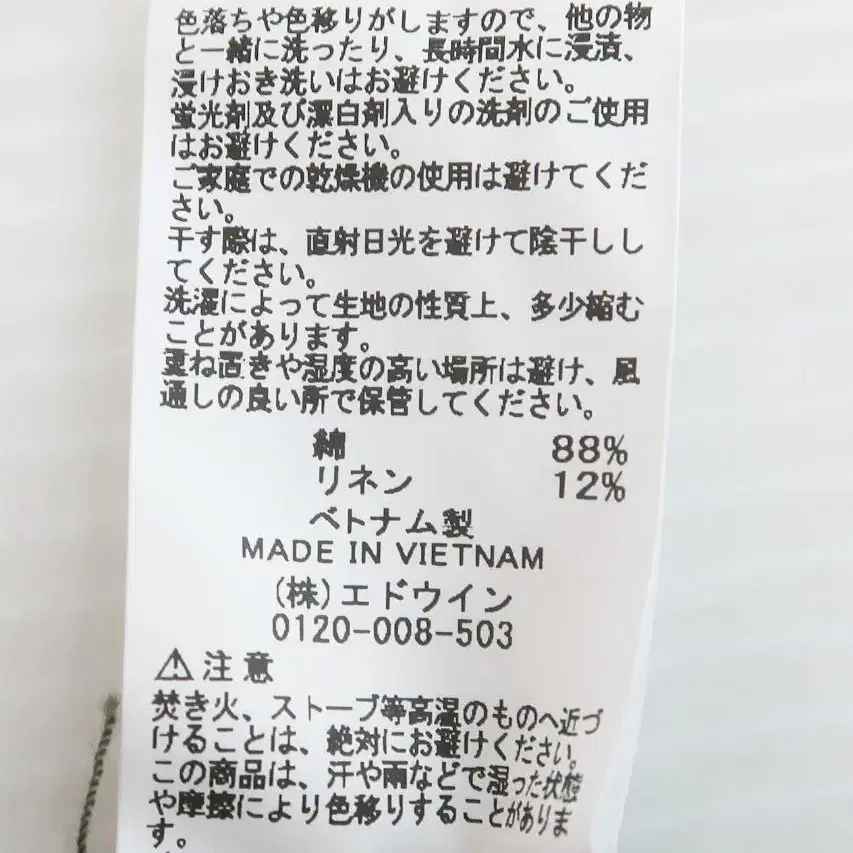 色落ちや色移りがしますので、他の物
と一緒に洗ったり、長時間水に浸漬、
浸けおき洗いはお避けください。
蛍光剤及び漂白剤入りの洗剤のご使用
はお避けください。
ご家庭での乾燥機の使用は避けてくだ
さい。
干す際は、直射日光を避けて陰干しし
てください。
洗濯によって生地の性質上、多少縮む
ことがあります。
重ね置きや湿度の高い場所は避け、風
通しの良い所で保管してください。
綿 88%
リネン 12%
ベトナム製
MADE IN VIETNAM
(株)エドウイン
0120-008-503
⚠注意
焚き火、ストーブ等高温のものへ近づ
けることは、絶対にお避けください。
この商品は、汗や雨などで湿った状態
や摩擦により色移りすることがありま
す。